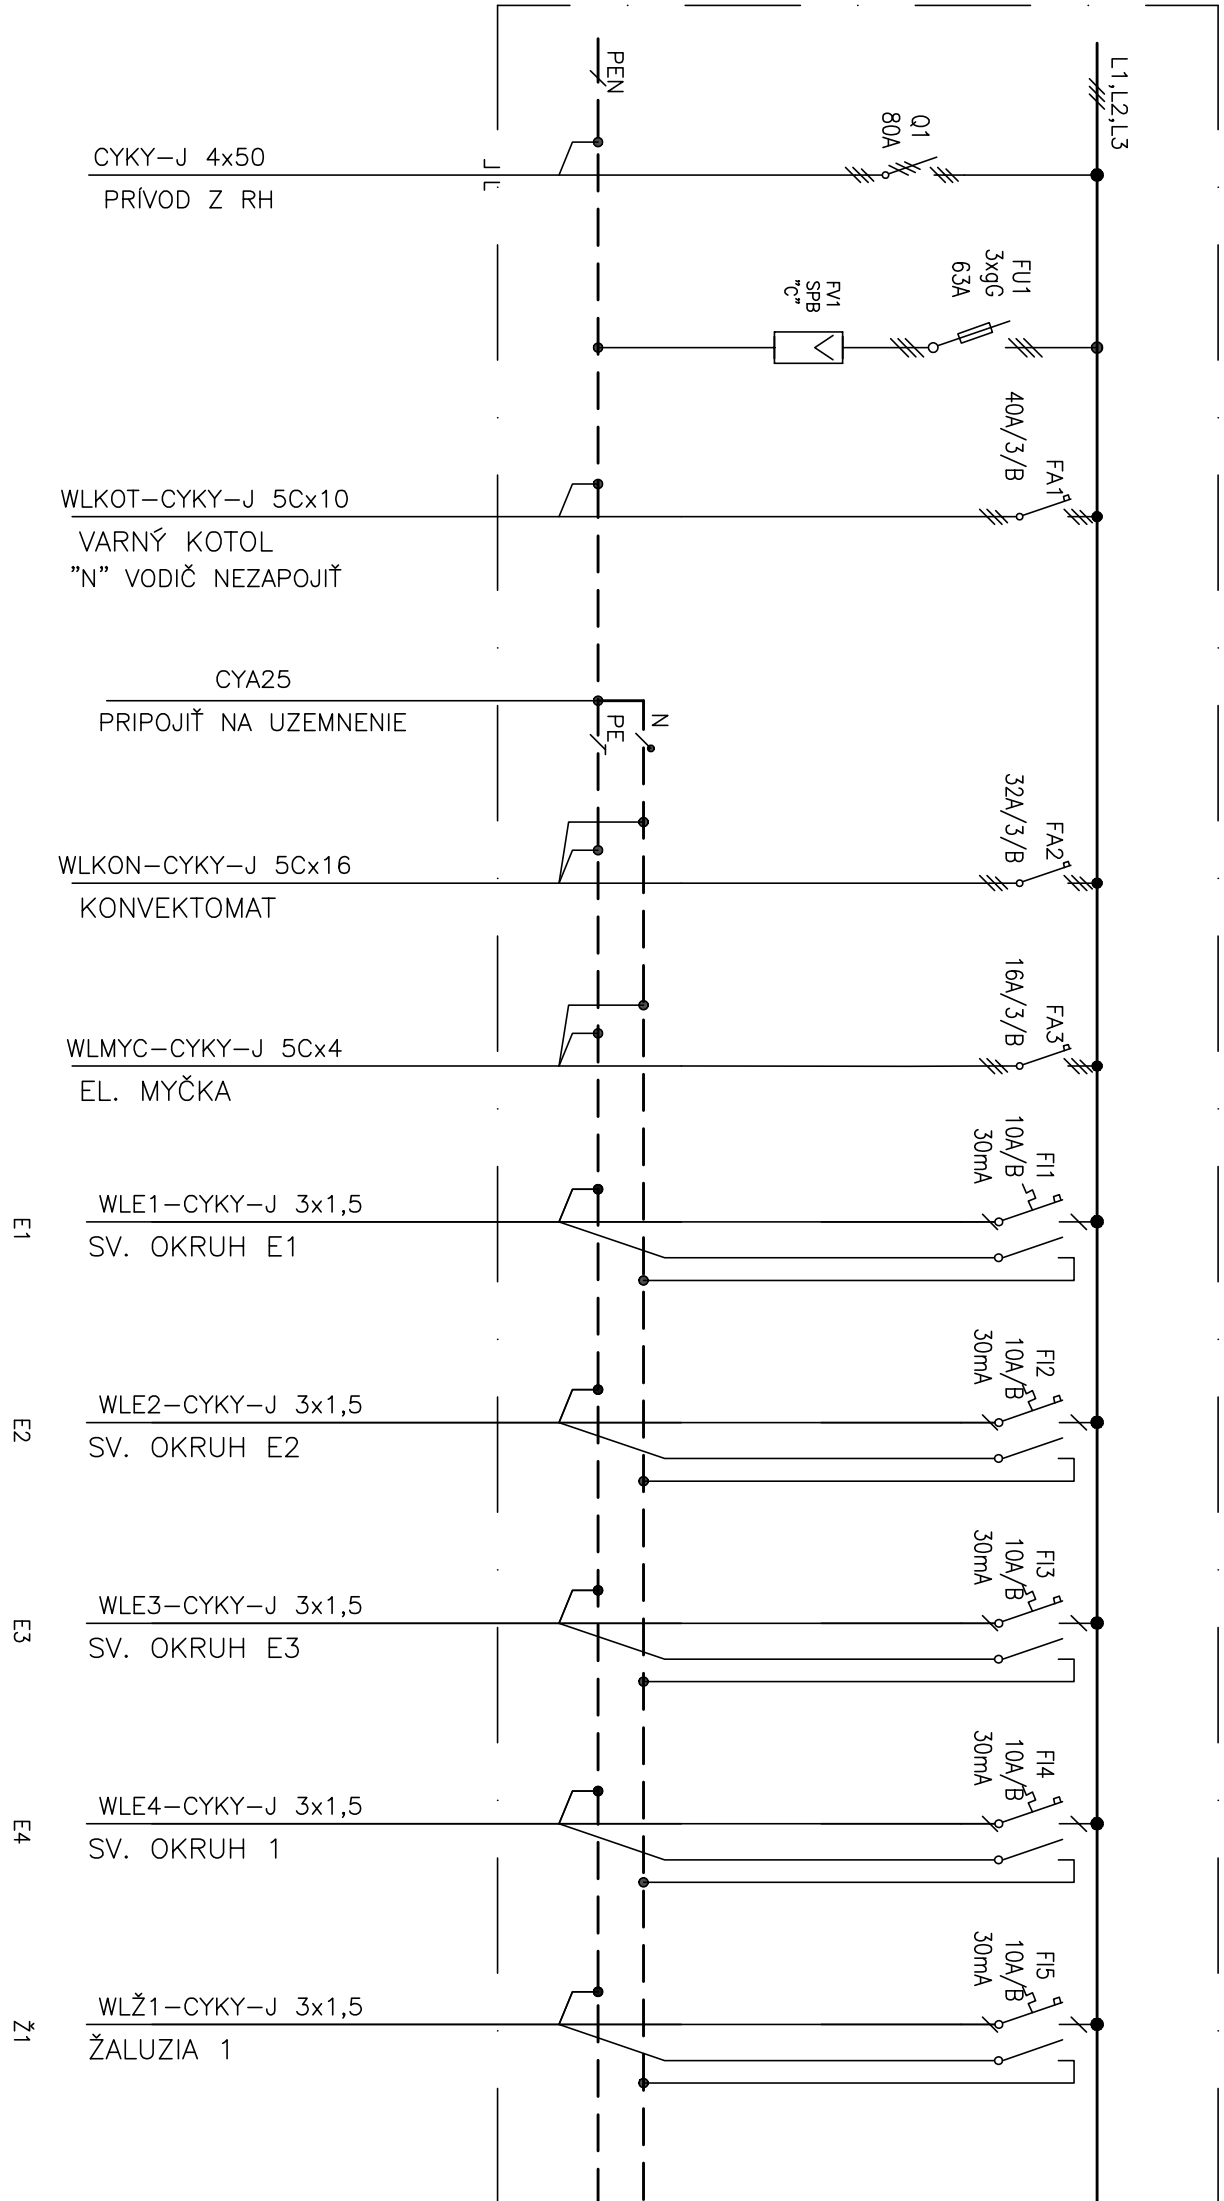 PEN
L1,L2,L3
Q1
80A
CYKY-J 4x50
PRÍVOD Z RH
FU1
3xgG
63A
FV1
SPB
"C"
FA1
40A/3/B
WLKOT-CYKY-J 5Cx10
VARNÝ KOTOL
"N" VODIČ NEZAPOJIŤ
CYA25
PRIPOJIŤ NA UZEMNENIE
N
PE
FA2
32A/3/B
WLKON-CYKY-J 5Cx16
KONVEKTOMAT
FA3
16A/3/B
WLMYC-CYKY-J 5Cx4
EL. MYČKA
FI1
10A/B
30mA
E1
WLE1-CYKY-J 3x1,5
SV. OKRUH E1
FI2
10A/B
30mA
E2
WLE2-CYKY-J 3x1,5
SV. OKRUH E2
FI3
10A/B
30mA
E3
WLE3-CYKY-J 3x1,5
SV. OKRUH E3
FI4
10A/B
30mA
E4
WLE4-CYKY-J 3x1,5
SV. OKRUH 1
FI5
10A/B
30mA
Ž1
WLŽ1-CYKY-J 3x1,5
ŽALUZIA 1